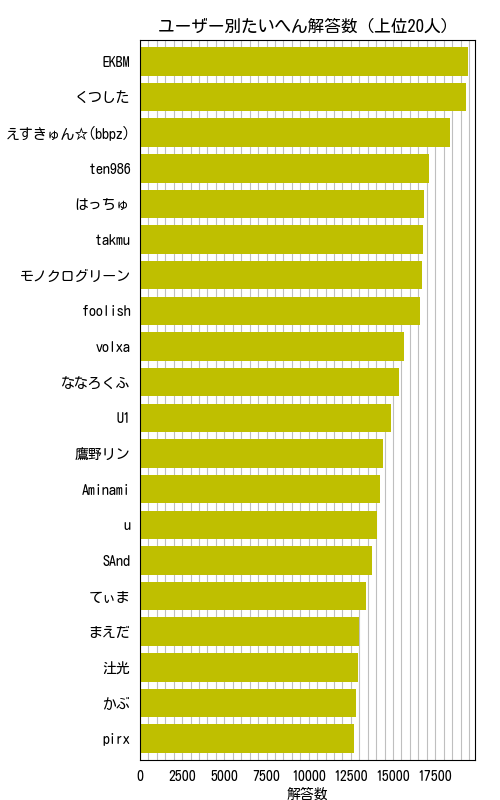 ユーザー別たいへん解答数 (上位20人)
EKBM
くつした
えすきゅん☆(bbpz)
ten986
はっちゅ
takmu
モノクログリーン
foolish
volxa
ななろくふ
U1
鷹野リン
Aminami
u
SAnd
てぃま
まえだ
汢光
かぶ
pirx
0 2500 5000 7500 10000 12500 15000 17500
解答数